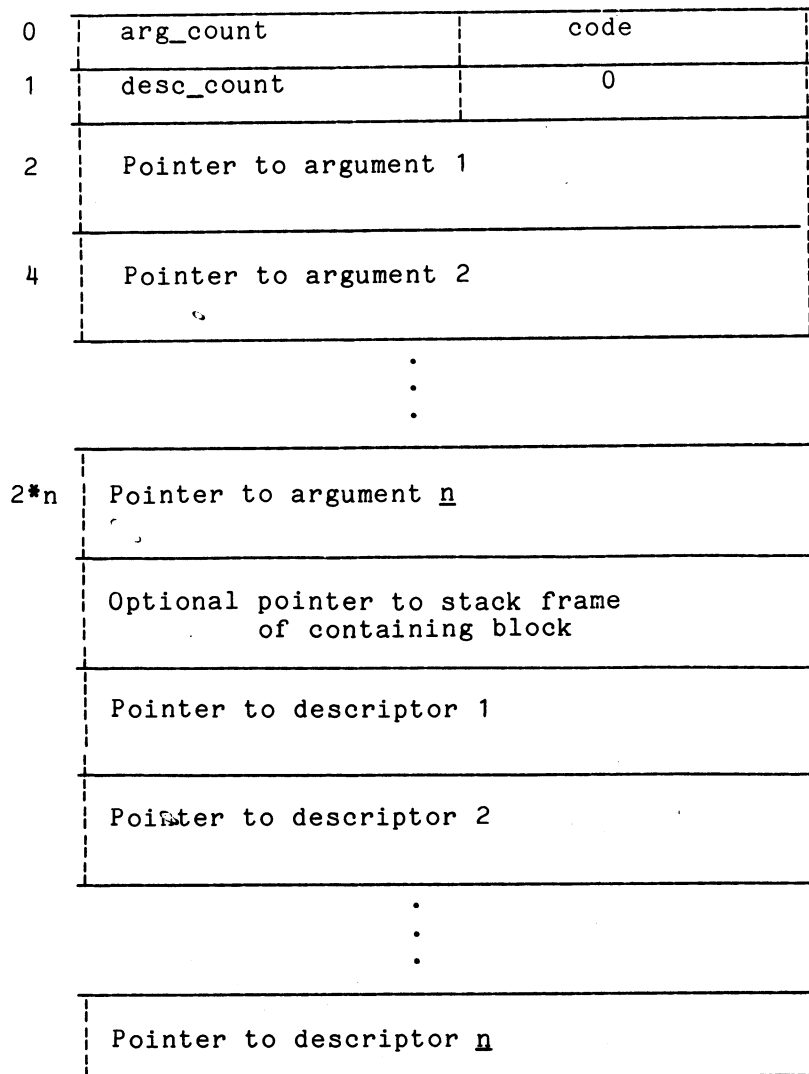 0 arg_count code
1 desc_count 0
2 Pointer to argument 1
4 Pointer to argument 2
.
.
.
2*n Pointer to argument n
Optional pointer to stack frame
of containing block
Pointer to descriptor 1
Pointer to descriptor 2
.
.
.
Pointer to descriptor n